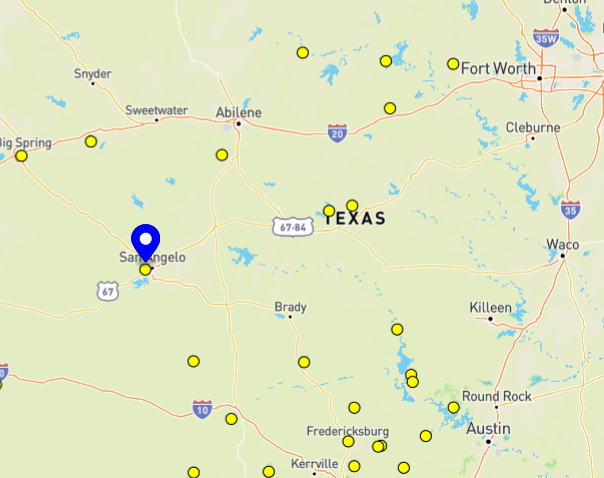 Denton
35W
Fort Worth
Snyder
Sweetwater
Abilene
20
Cleburne
Big Spring
67-84
TEXAS
35
Waco
San Angelo
67
Brady
Killeen
10
Round Rock
Fredericksburg
Austin
Kerrville